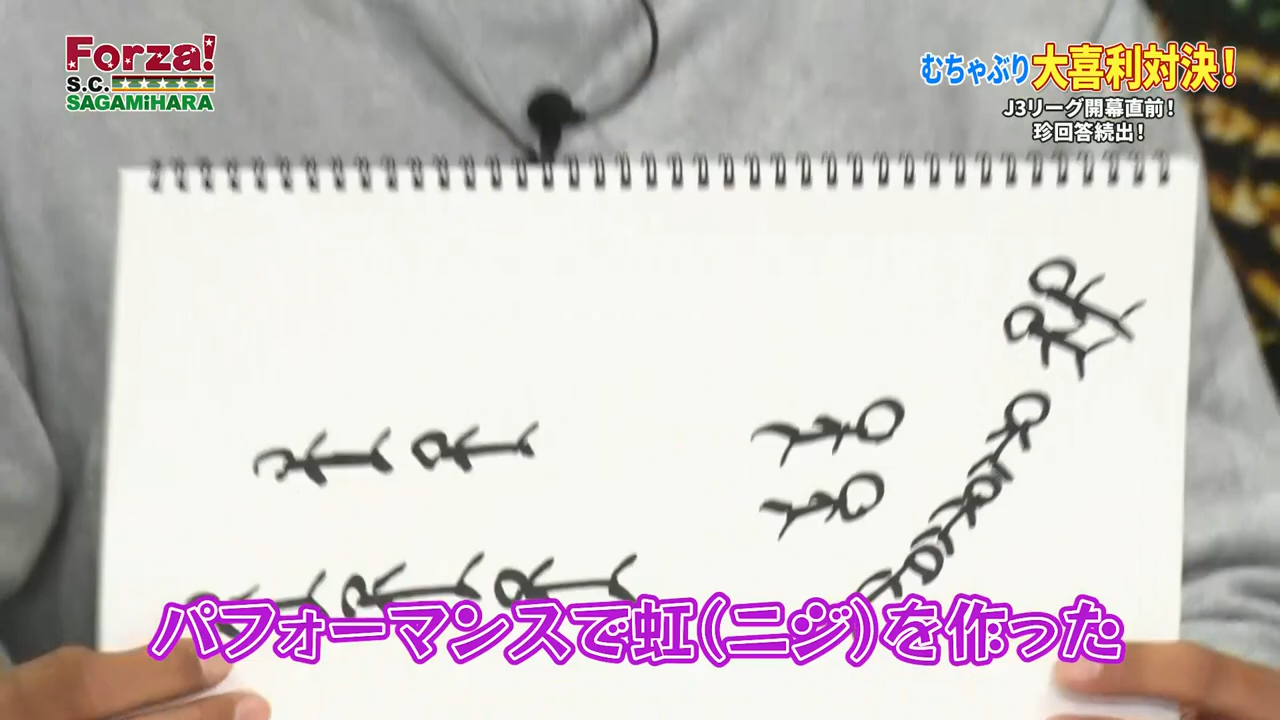 Forza!
S.C.
SAGAMiHARA
むちゃぶり大喜利対決!
J3リーグ開幕直前!
珍回答続出!
パフォーマンスで虹(ニジ)を作った